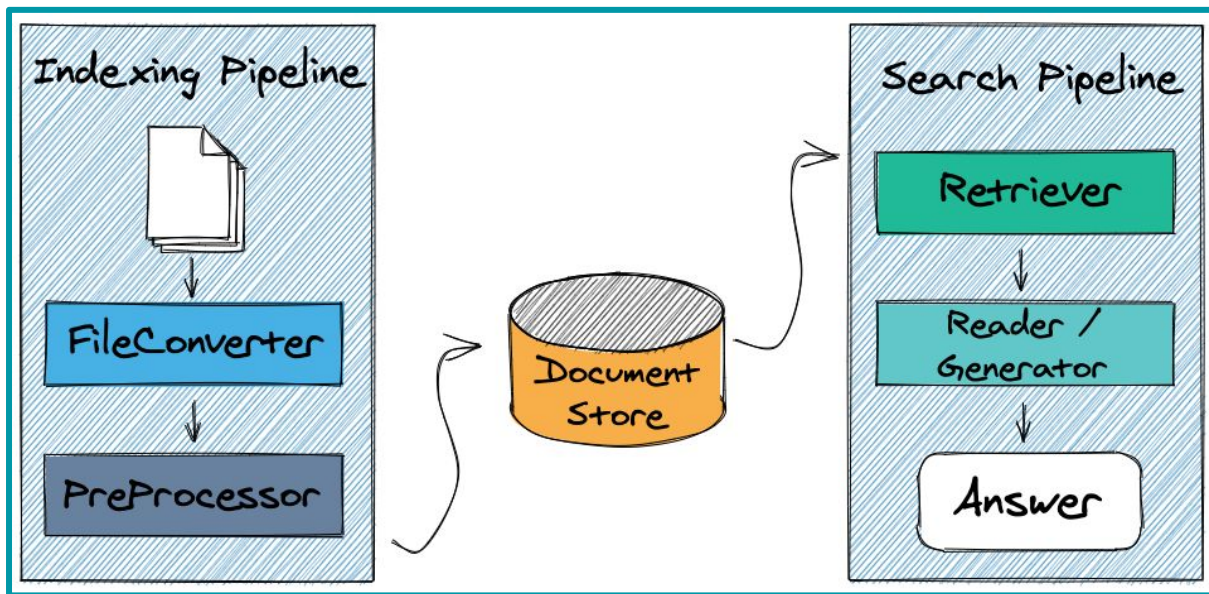 Indexing Pipeline
FileConverter
PreProcessor
Document
Store
Search Pipeline
Retriever
Reader /
Generator
Answer